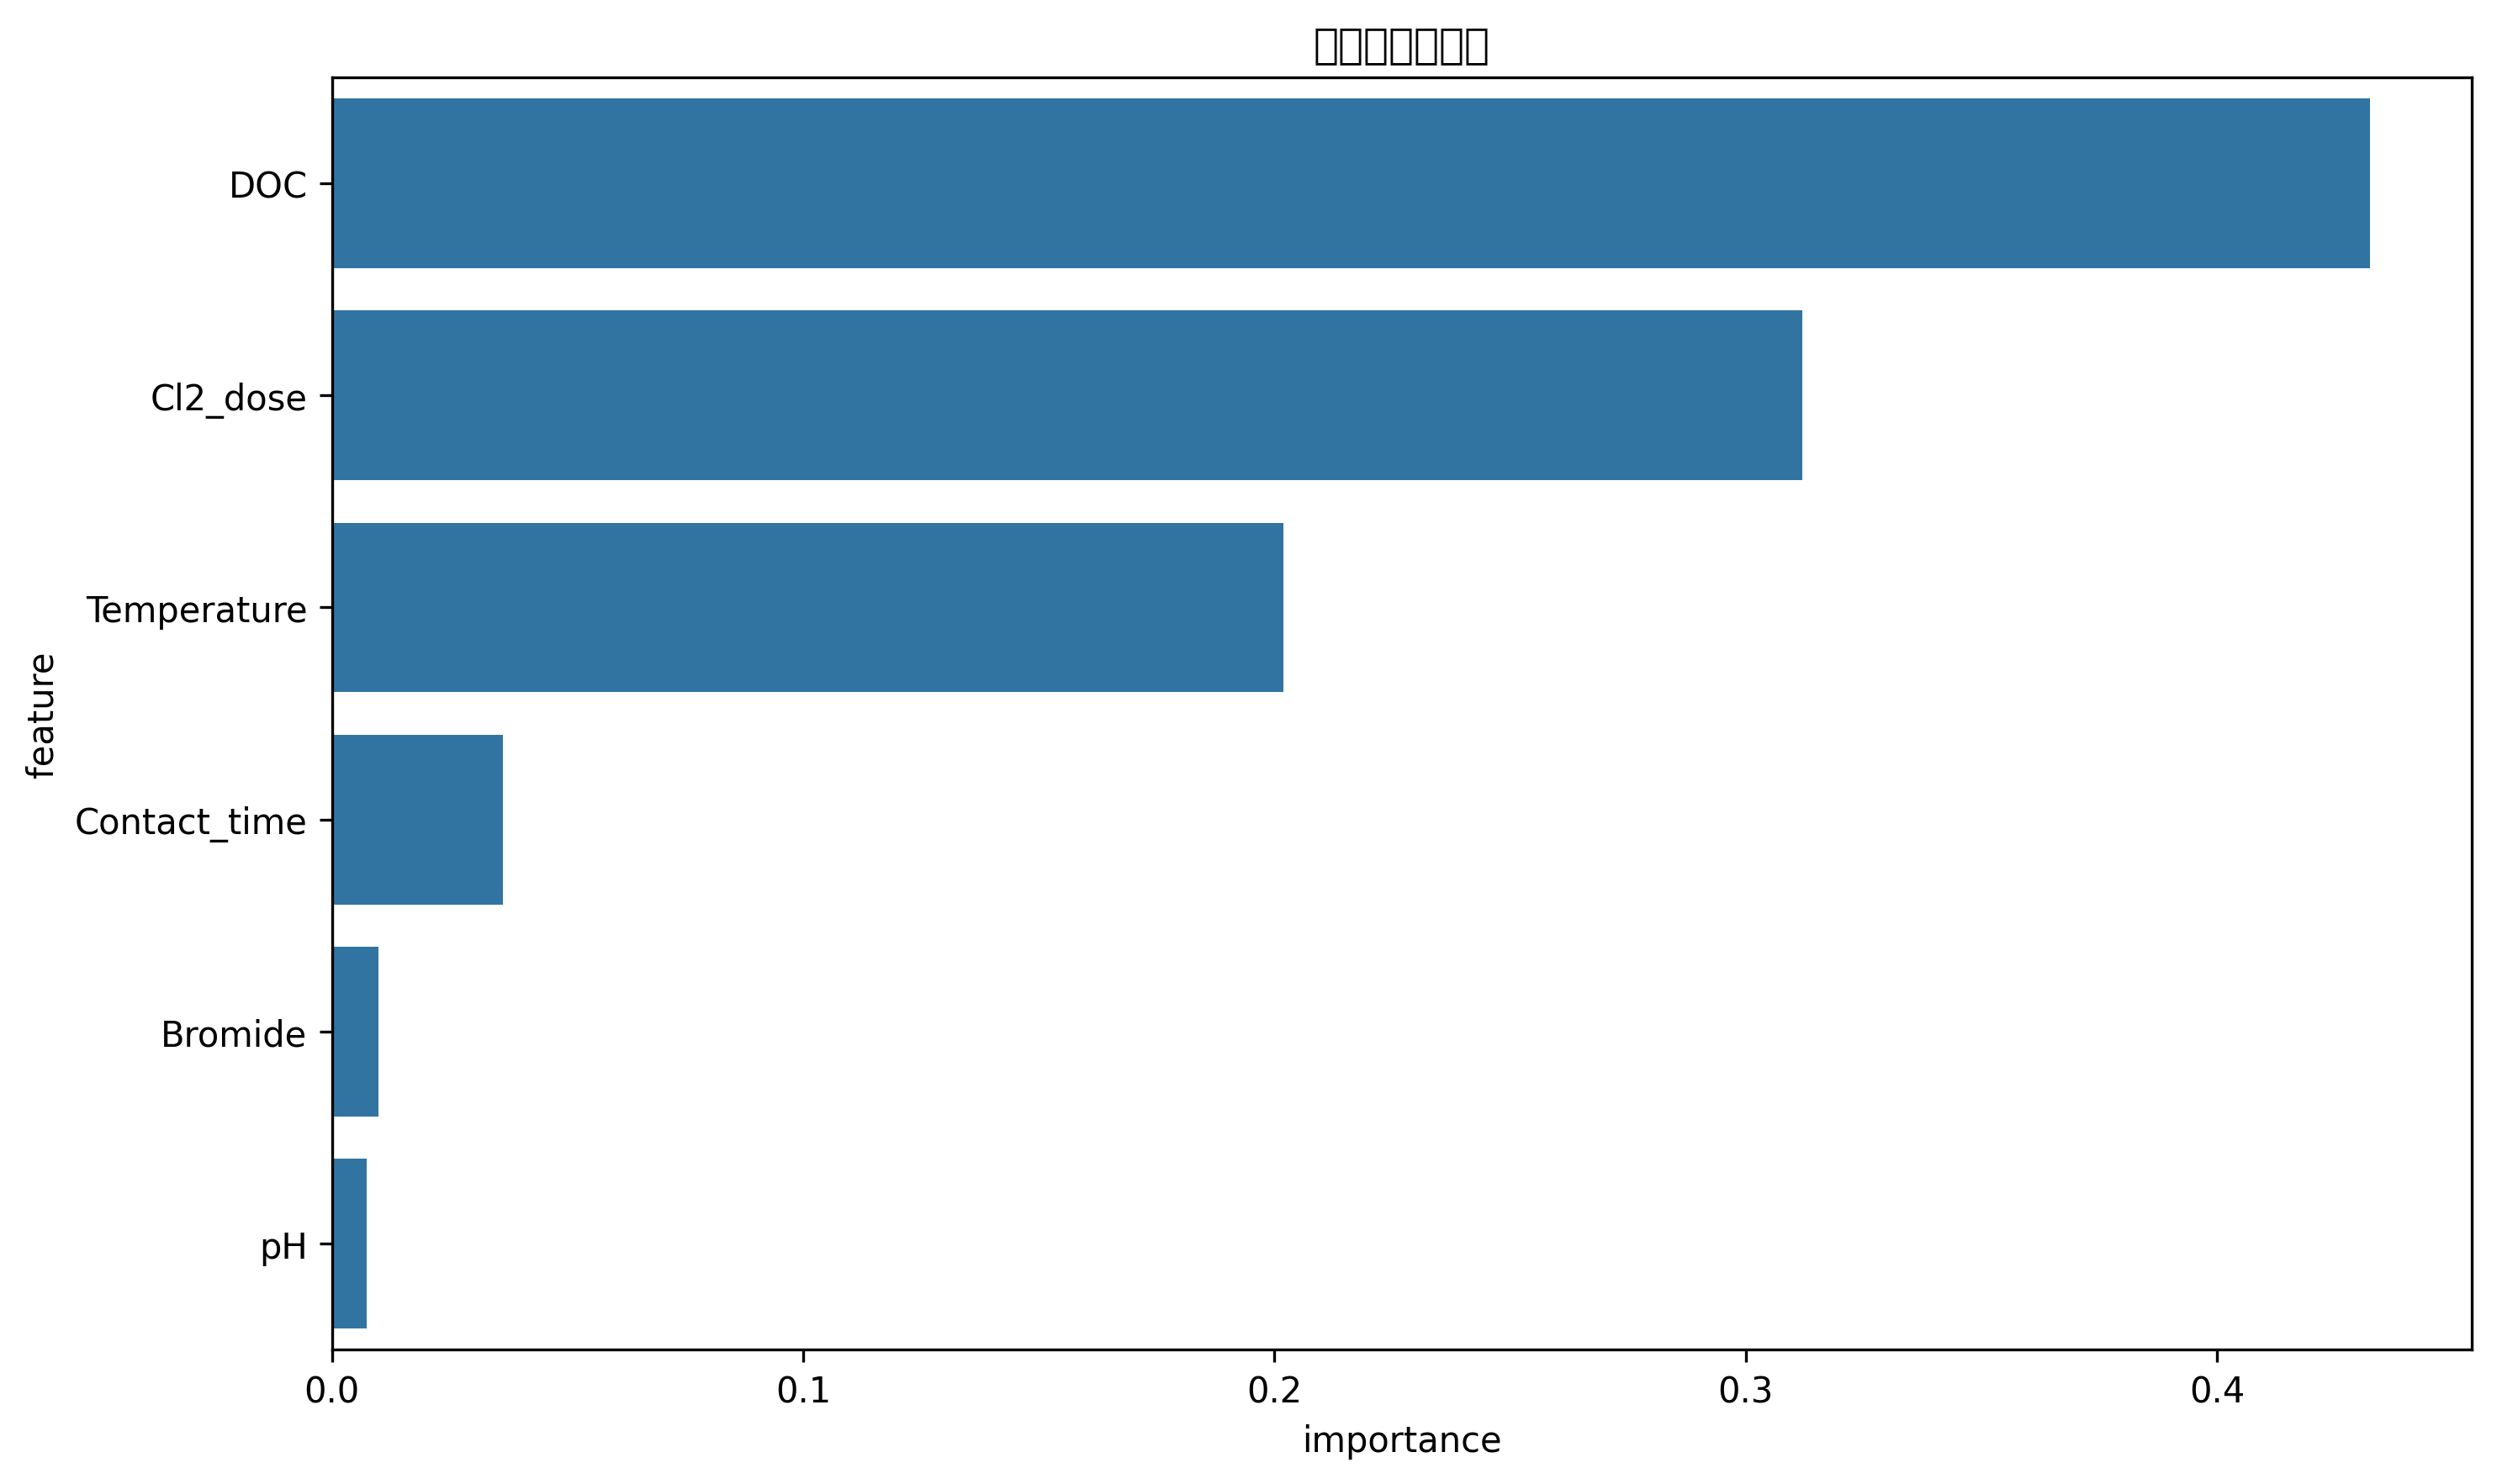 DOC
Cl2_dose
Temperature
Contact_time
Bromide
pH
feature
0.0 0.1 0.2 0.3 0.4
importance